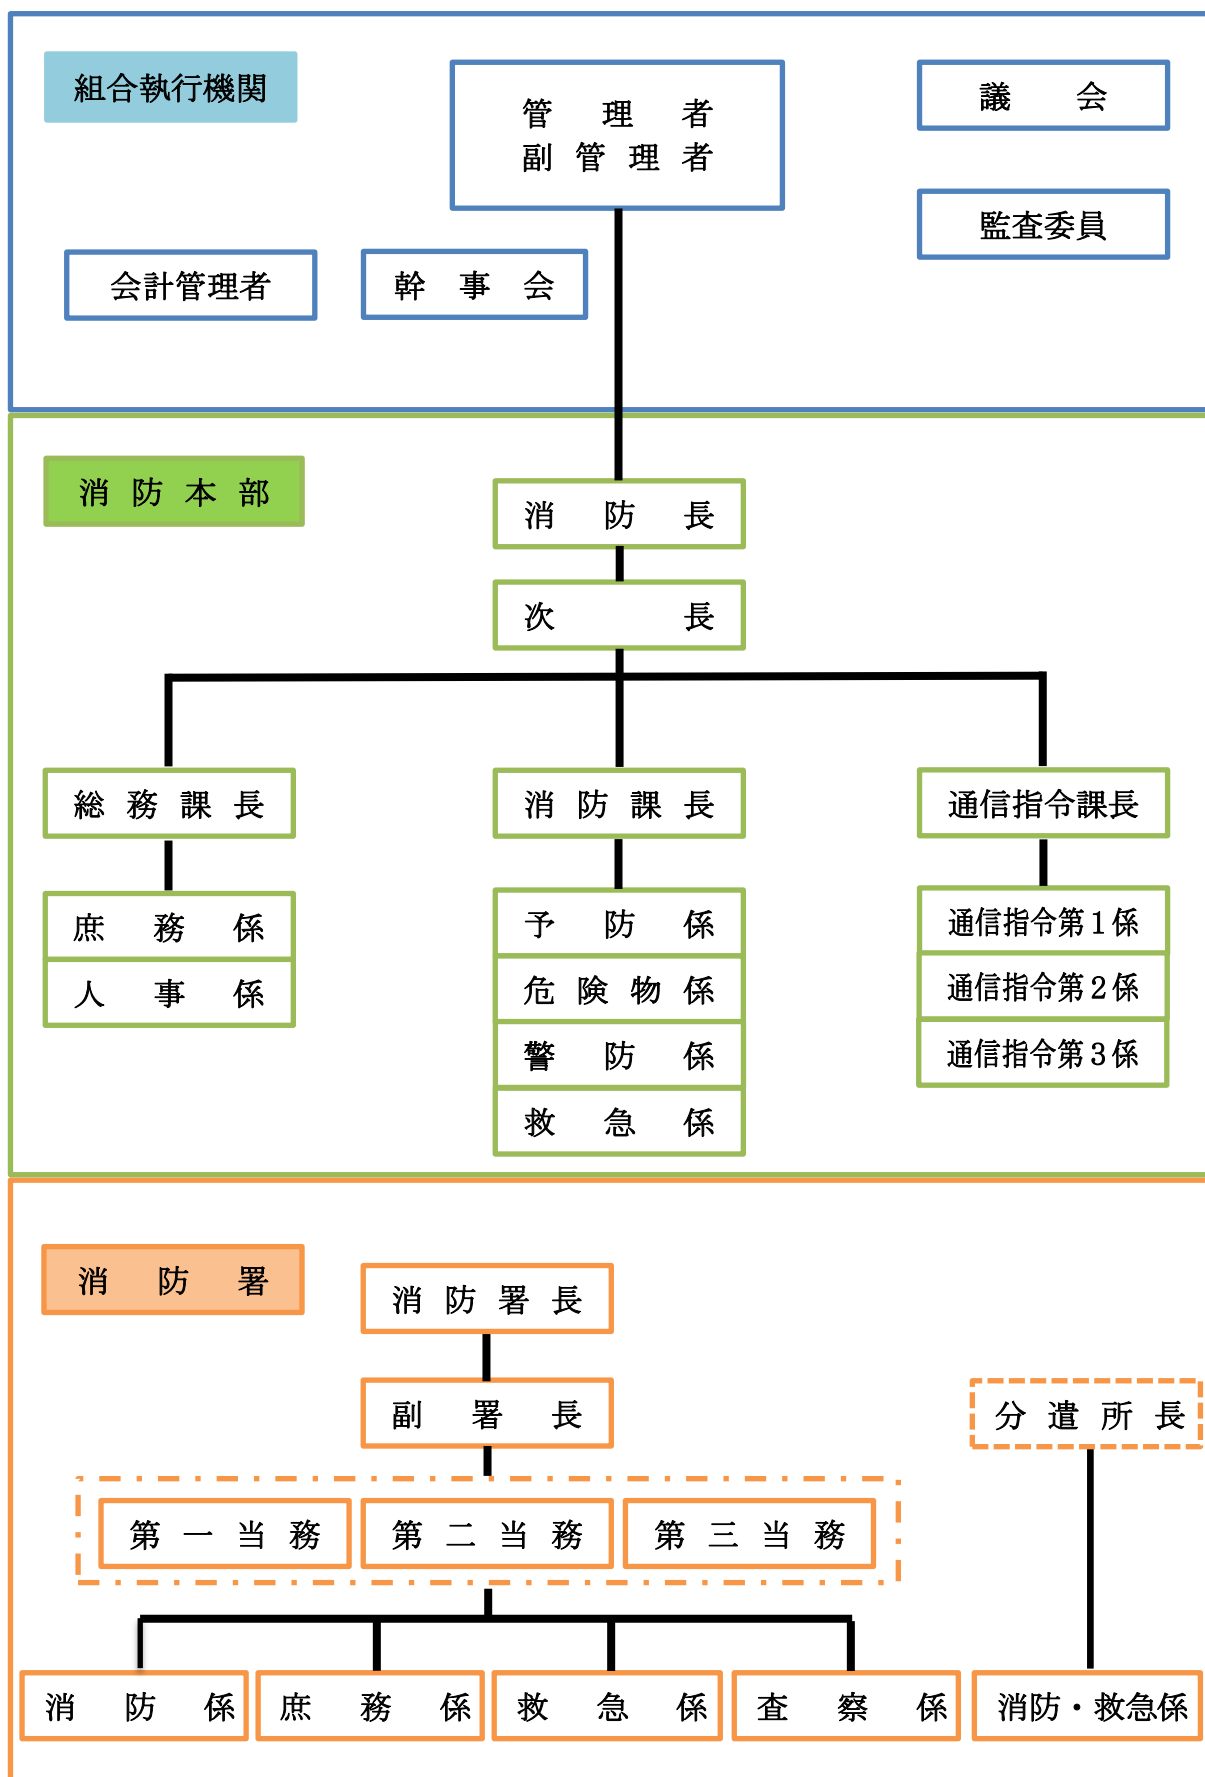 組合執行機関
管理者
副管理者
議会
監査委員
会計管理者
幹事会
消防本部
消防長
次長
総務課長
消防課長
通信指令課長
庶務係
人事係
予防係
危険物係
警防係
救急係
通信指令第1係
通信指令第2係
通信指令第3係
消防署
消防署長
副署長
分遣所長
第一当務
第二当務
第三当務
消防係
庶務係
救急係
査察係
消防・救急係